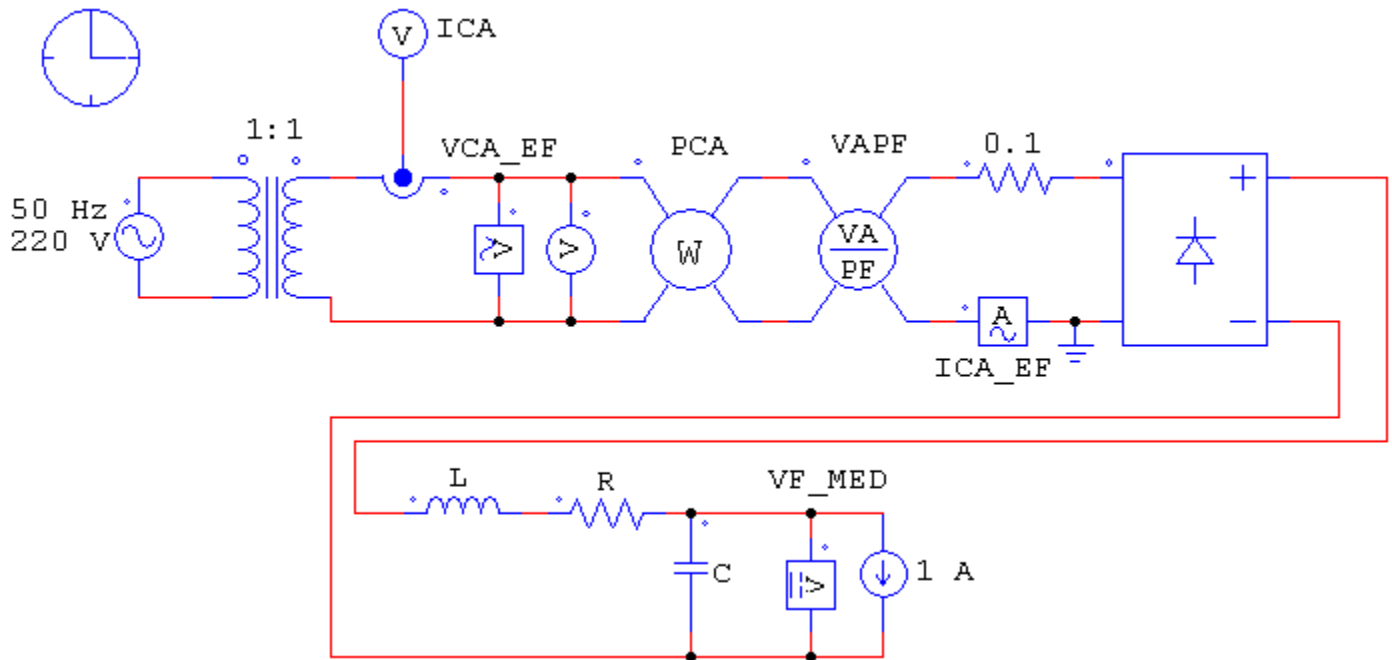 V ICA
1:1
VCA_EF
PCA
VAPF
0.1
50 Hz
220 V
V
V
W
VA
PF
+
A
−
ICA_EF
L
R
VF_MED
C
V
1 A